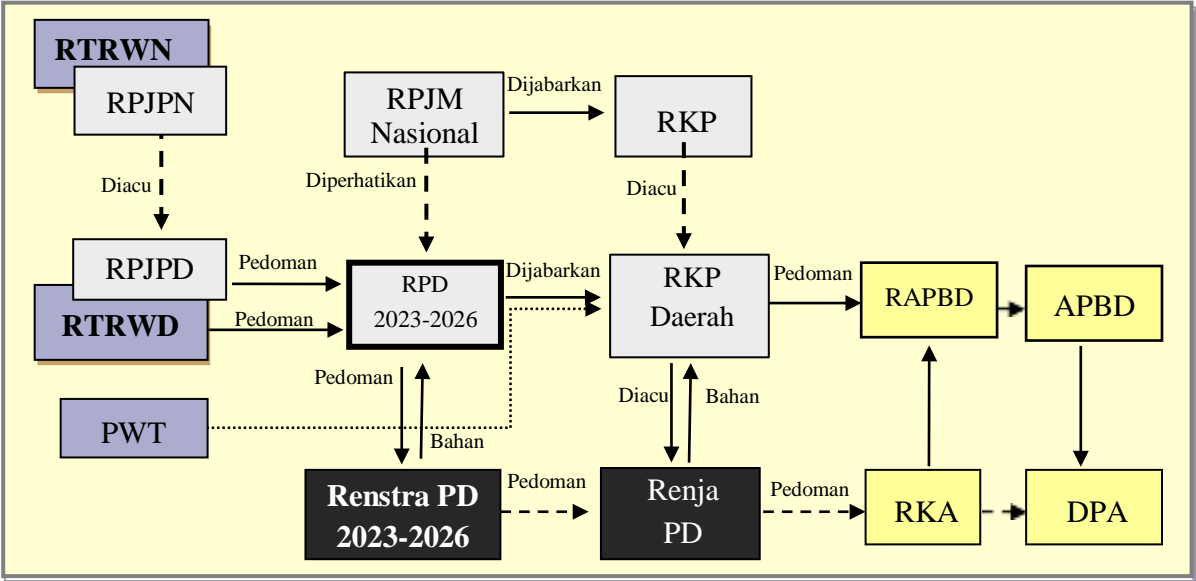 RTRWN
RPJPN
RPJM
Nasional
Dijabarkan
RKP
Diacu
Diperhatikan
Diacu
RPJPD
RTRWD
Pedoman
Pedoman
RPD
2023-2026
Dijabarkan
RKP
Daerah
Pedoman
RAPBD
APBD
Pedoman
Bahan
Diacu
Bahan
PWT
Renstra PD
2023-2026
Pedoman
Renja
PD
Pedoman
RKA
DPA